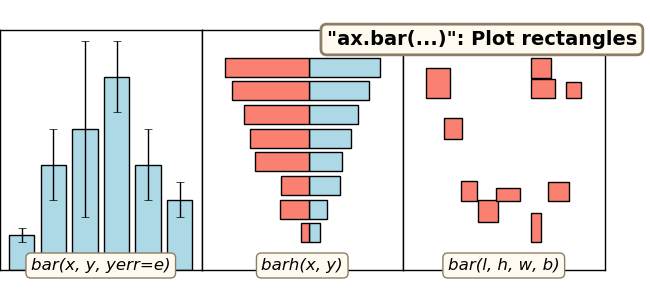 "ax.bar(...)": Plot rectangles
bar(x, y, yerr=e)
barh(x, y)
bar(l, h, w, b)